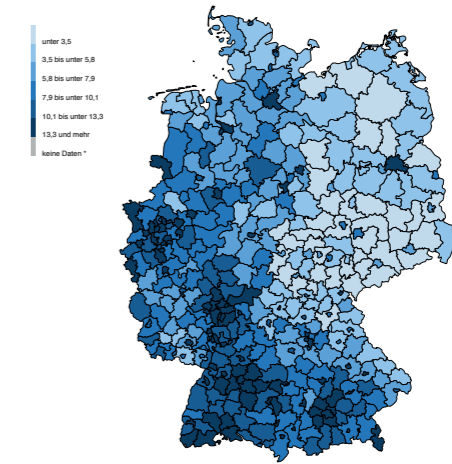 unter 3,5
3,5 bis unter 5,8
5,8 bis unter 7,9
7,9 bis unter 10,1
10,1 bis unter 13,3
13,3 und mehr
keine Daten *